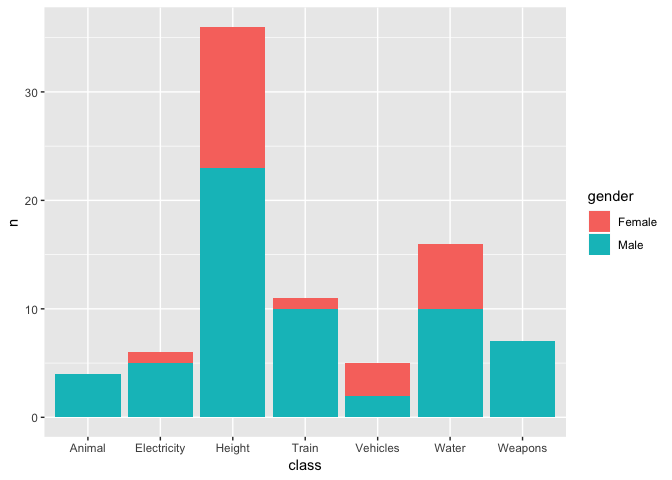 n
30
20
10
0
Animal Electricity Height Train Vehicles Water Weapons
class
gender
Female
Male